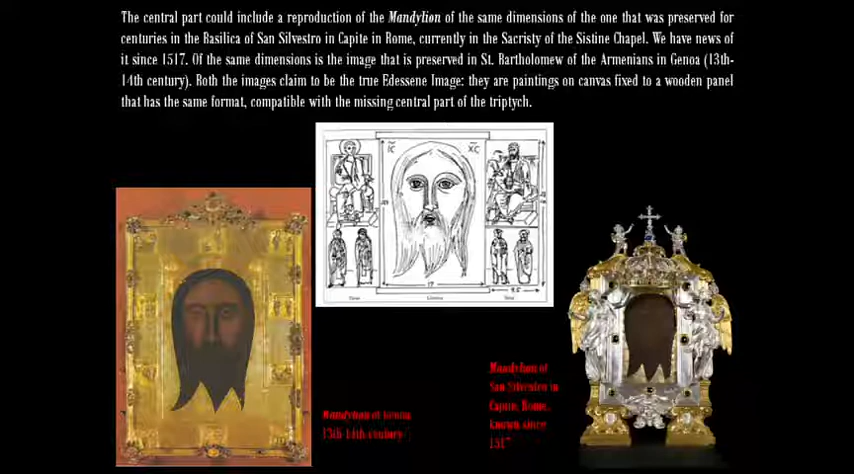 The central part could include a reproduction of the Mandylion of the same dimensions of the one that was preserved for
centuries in the Basilica of San Silvestro in Capite in Rome, currently in the Sacristy of the Sistine Chapel. We have news of
it since 1517. Of the same dimensions is the image that is preserved in St. Bartholomew of the Armenians in Genoa (13th-
14th century). Both the images claim to be the true Edessene Image: they are paintings on canvas fixed to a wooden panel
that has the same format, compatible with the missing central part of the triptych.
IC XC
Mandylion of Genoa
13th-14th century
Mandylion of
San Silvestro in
Capite, Rome.
Known since
1517